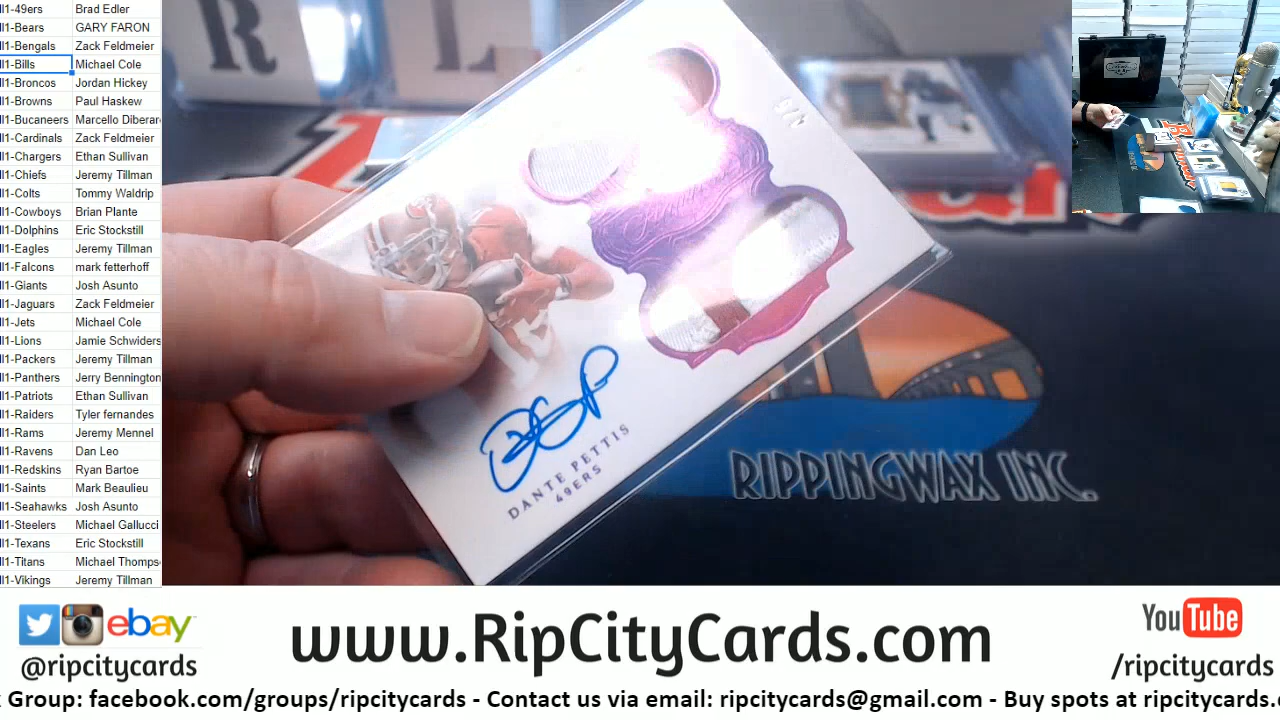 ll1-49ers Brad Edler
ll1-Bears GARY FARON
ll1-Bengals Zack Feldmeier
ll1-Bills Michael Cole
ll1-Broncos Jordan Hickey
ll1-Browns Paul Haskew
ll1-Bucaneers Marcello Diberar
ll1-Cardinals Zack Feldmeier
ll1-Chargers Ethan Sullivan
ll1-Chiefs Jeremy Tillman
ll1-Colts Tommy Waldrip
ll1-Cowboys Brian Plante
ll1-Dolphins Eric Stockstill
ll1-Eagles Jeremy Tillman
ll1-Falcons mark fetterhoff
ll1-Giants Josh Asunto
ll1-Jaguars Zack Feldmeier
ll1-Jets Michael Cole
ll1-Lions Jamie Schwiders
ll1-Packers Jeremy Tillman
ll1-Panthers Jerry Bennington
ll1-Patriots Ethan Sullivan
ll1-Raiders Tyler fernandes
ll1-Rams Jeremy Mennel
ll1-Ravens Dan Leo
ll1-Redskins Ryan Bartoe
ll1-Saints Mark Beaulieu
ll1-Seahawks Josh Asunto
ll1-Steelers Michael Gallucci
ll1-Texans Eric Stockstill
ll1-Titans Michael Thomps
ll1-Vikings Jeremy Tillman
DANTE PETTIS
49ERS
RIPPINGWAX INC.
ebay
@ripcitycards
www.RipCityCards.com
YouTube
/ripcitycards
Group: facebook.com/groups/ripcitycards - Contact us via email: ripcitycards@gmail.com - Buy spots at ripcitycards.